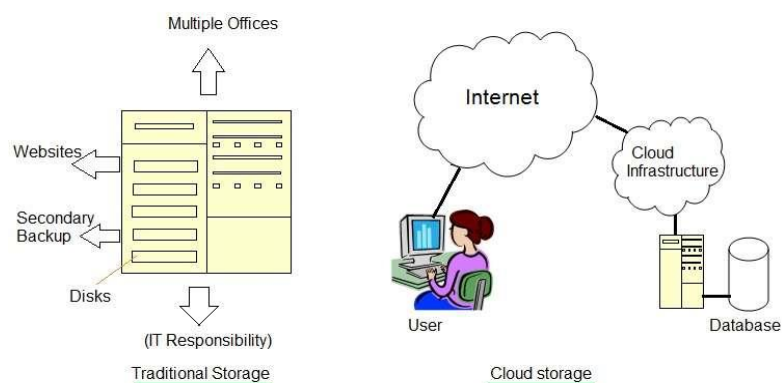 Multiple Offices
Websites
Secondary
Backup
Disks
(IT Responsibility)
Traditional Storage
Internet
Cloud
Infrastructure
User
Database
Cloud storage